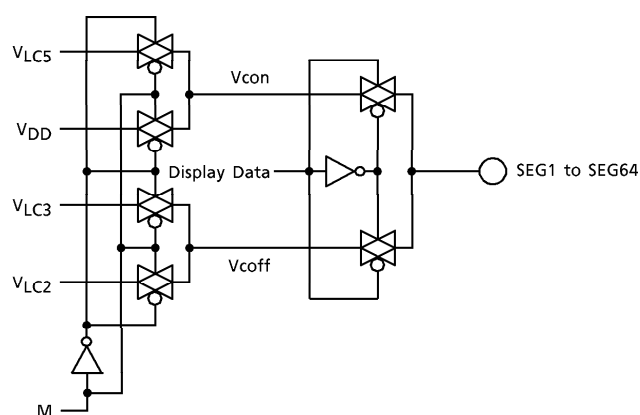 VLC5
Vcon
VDD
Display Data
SEG1 to SEG64
VLC3
Vcoff
VLC2
M